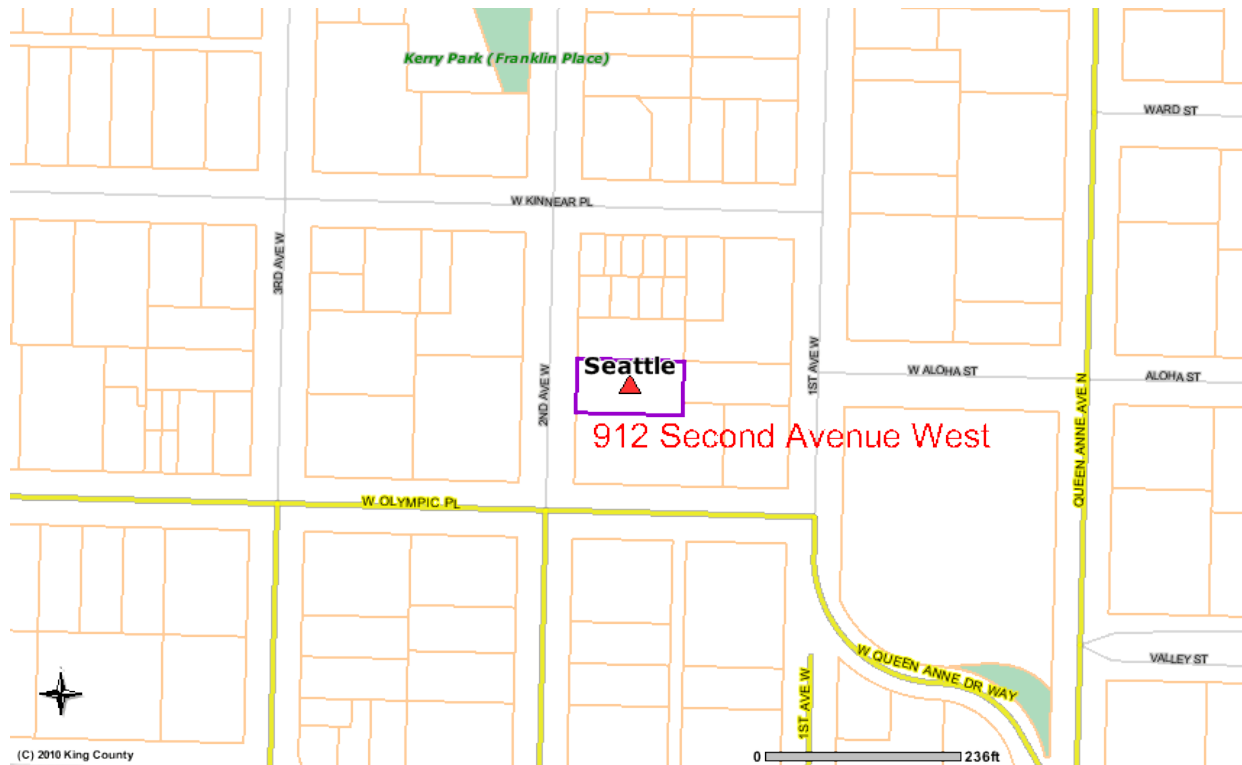 Kerry Park (Franklin Place)
WARD ST
W KINNEAR PL
3RD AVE W
2ND AVE W
1ST AVE W
Seattle
W ALOHA ST
ALOHA ST
912 Second Avenue West
QUEEN ANNE AVE N
W OLYMPIC PL
W QUEEN ANNE DR WAY
VALLEY ST
1ST AVE W
(C) 2010 King County
0 236ft